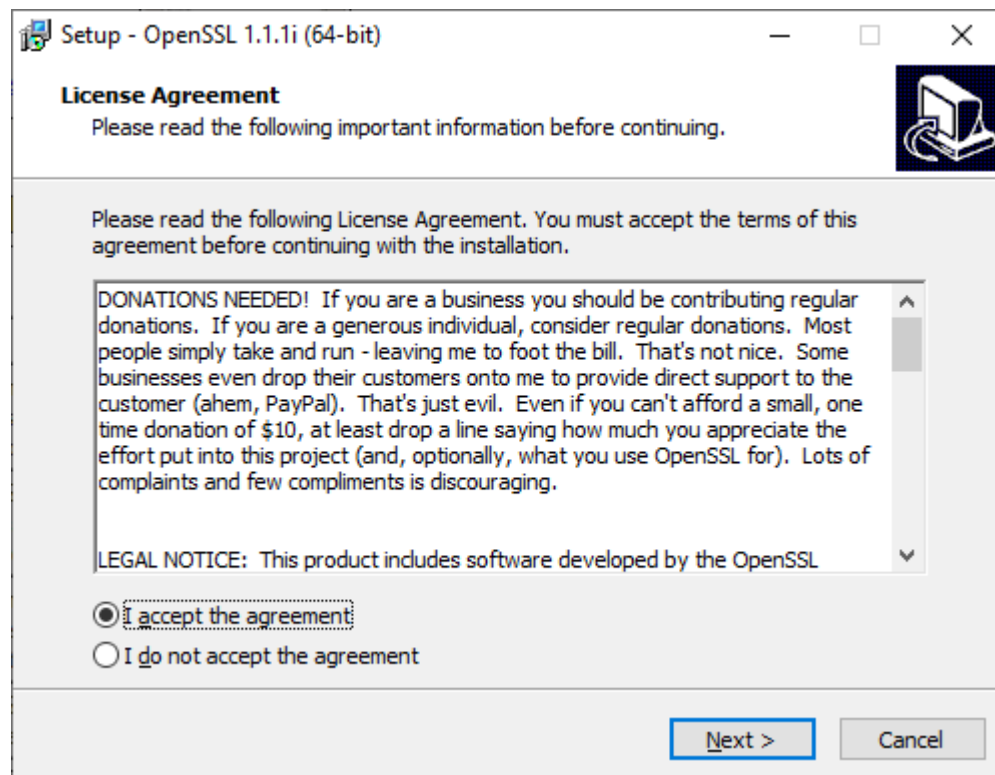 Setup - OpenSSL 1.1.1i (64-bit)
License Agreement
Please read the following important information before continuing.
Please read the following License Agreement. You must accept the terms of this
agreement before continuing with the installation.
DONATIONS NEEDED!  If you are a business you should be contributing regular
donations.  If you are a generous individual, consider regular donations.  Most
people simply take and run - leaving me to foot the bill.  That's not nice.  Some
businesses even drop their customers onto me to provide direct support to the
customer (ahem, PayPal).  That's just evil.  Even if you can't afford a small, one
time donation of $10, at least drop a line saying how much you appreciate the
effort put into this project (and, optionally, what you use OpenSSL for).  Lots of
complaints and few compliments is discouraging.
LEGAL NOTICE:  This product includes software developed by the OpenSSL
I accept the agreement
I do not accept the agreement
Next >
Cancel